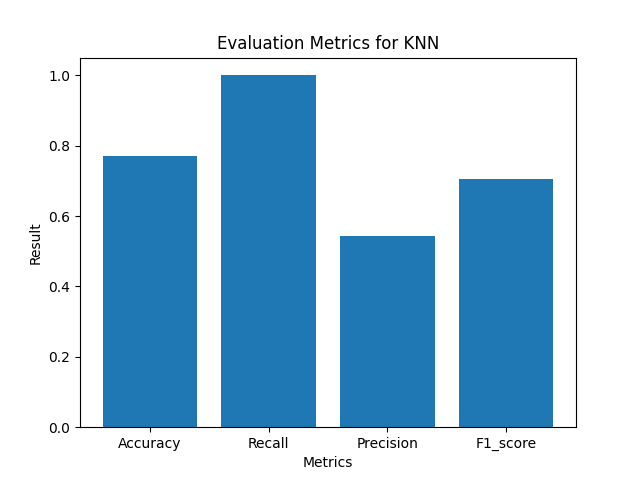 Evaluation Metrics for KNN
1.0
0.8
0.6
0.4
0.2
0.0
Result
Accuracy Recall Precision F1_score
Metrics